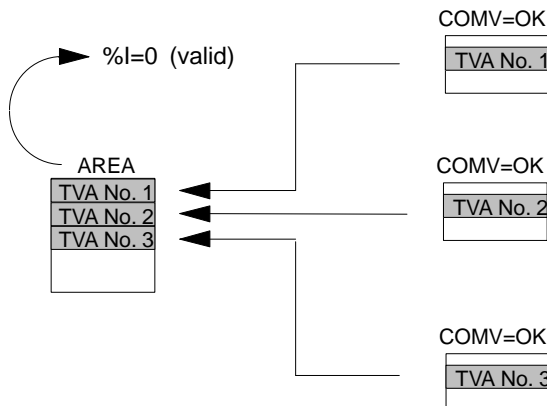 COMV=OK
%I=0 (valid)
TVA No. 1
AREA
TVA No. 1
TVA No. 2
TVA No. 3
COMV=OK
TVA No. 2
COMV=OK
TVA No. 3